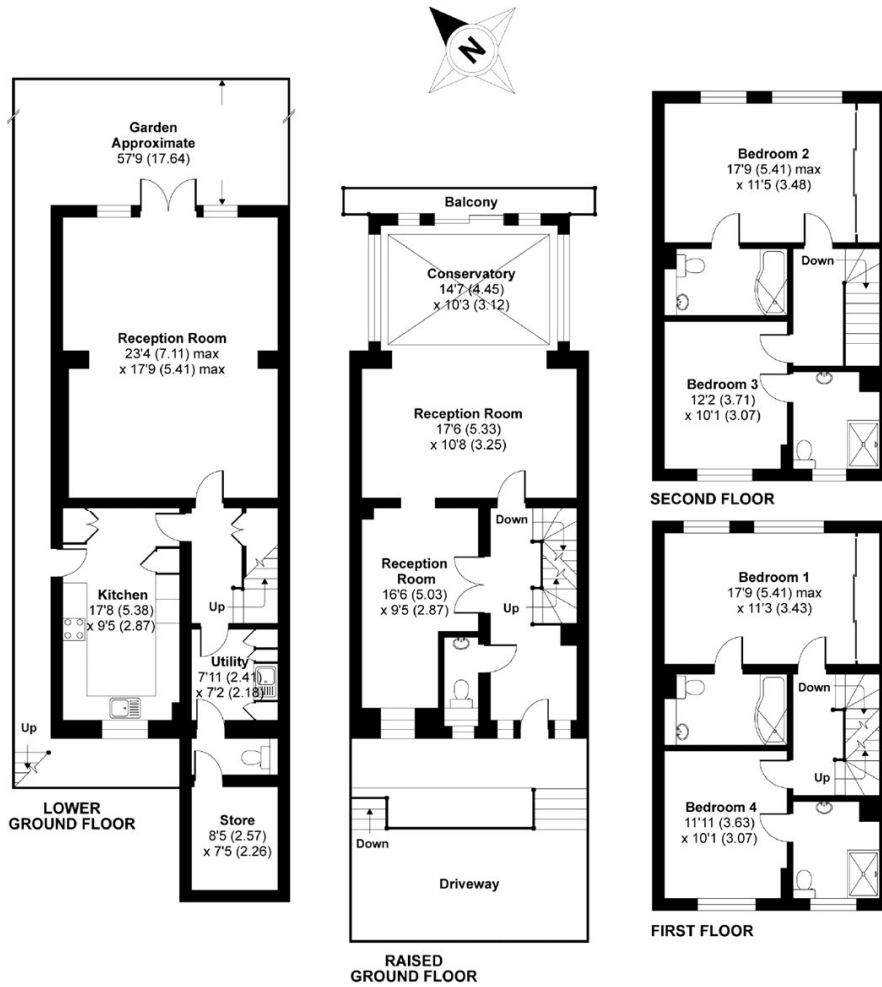 N
Garden
Approximate
57'9 (17.64)
Reception Room
23'4 (7.11) max
x 17'9 (5.41) max
Kitchen
17'8 (5.38)
x 9'5 (2.87)
Up
Utility
7'11 (2.41)
x 7'2 (2.18)
Up
Store
8'5 (2.57)
x 7'5 (2.26)
LOWER
GROUND FLOOR
Balcony
Conservatory
14'7 (4.45)
x 10'3 (3.12)
Reception Room
17'6 (5.33)
x 10'8 (3.25)
Down
Reception
Room
16'6 (5.03)
x 9'5 (2.87)
Up
Down
Driveway
RAISED
GROUND FLOOR
Bedroom 2
17'9 (5.41) max
x 11'5 (3.48)
Down
Bedroom 3
12'2 (3.71)
x 10'1 (3.07)
SECOND FLOOR
Bedroom 1
17'9 (5.41) max
x 11'3 (3.43)
Down
Up
Bedroom 4
11'11 (3.63)
x 10'1 (3.07)
FIRST FLOOR